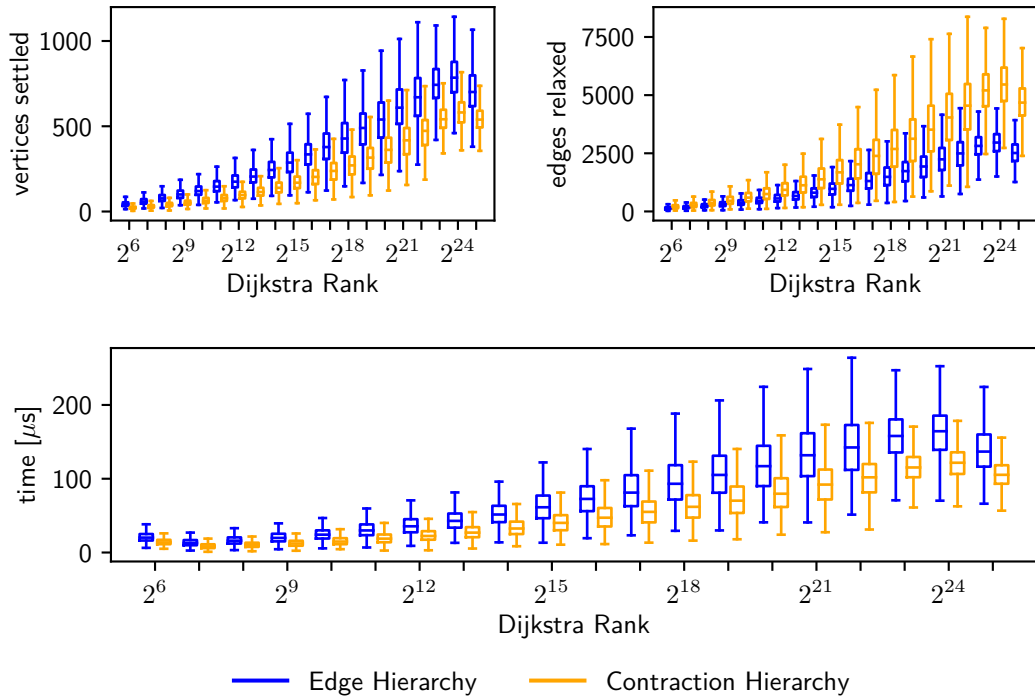 vertices settled
1000
500
0
2^6 2^9 2^12 2^15 2^18 2^21 2^24
Dijkstra Rank
edges relaxed
7500
5000
2500
0
2^6 2^9 2^12 2^15 2^18 2^21 2^24
Dijkstra Rank
time [μs]
200
100
0
2^6 2^9 2^12 2^15 2^18 2^21 2^24
Dijkstra Rank
Edge Hierarchy Contraction Hierarchy